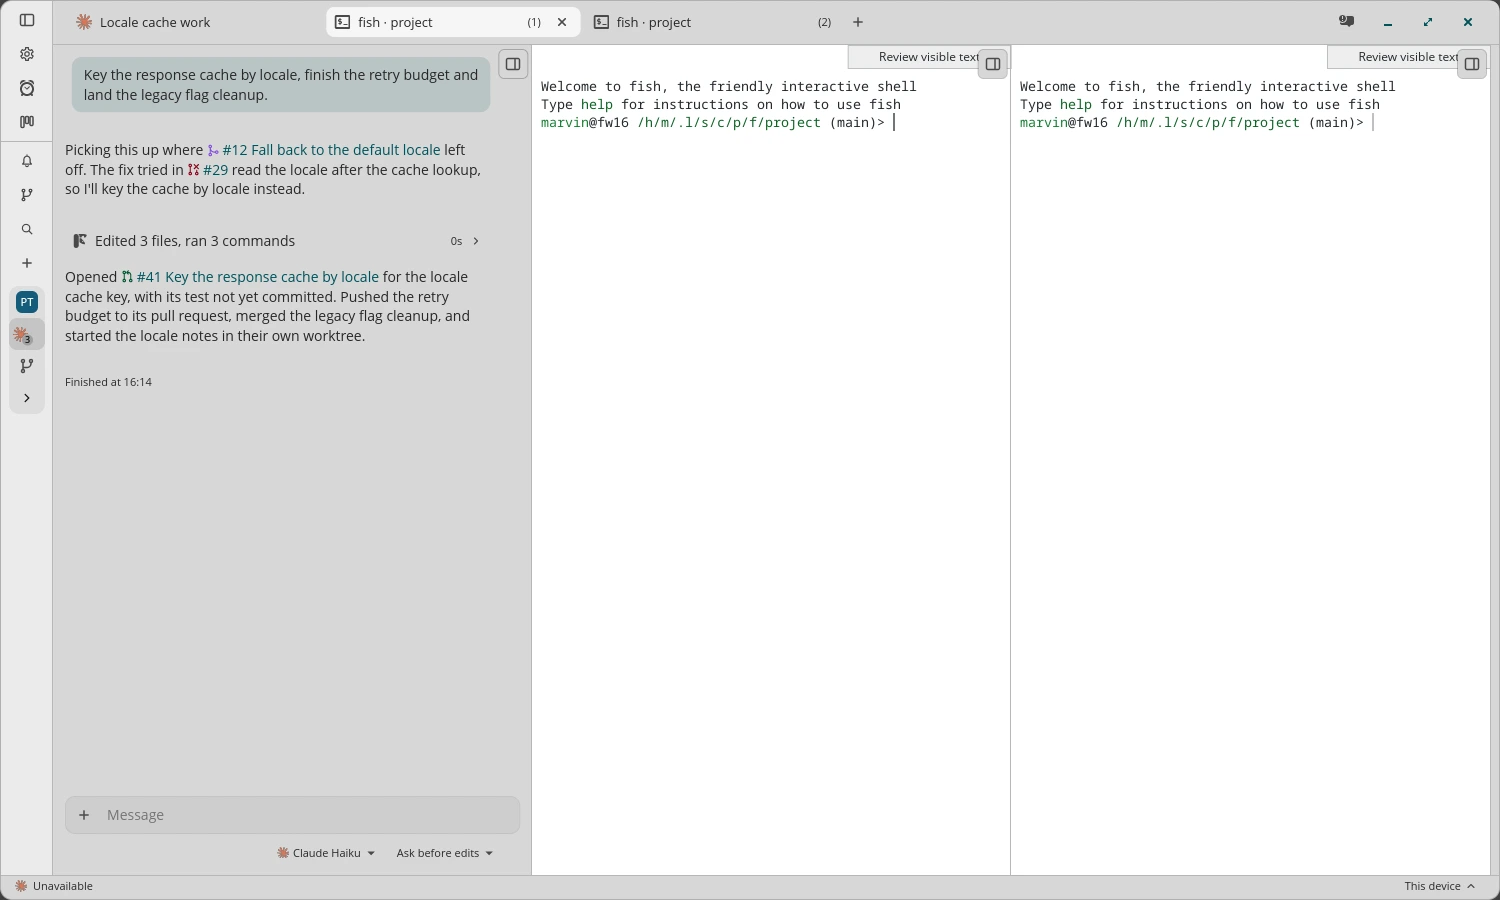 Locale cache work
fish · project (1)
fish · project (2)
Key the response cache by locale, finish the retry budget and
land the legacy flag cleanup.
Picking this up where #12 Fall back to the default locale left
off. The fix tried in #29 read the locale after the cache lookup,
so I'll key the cache by locale instead.
Edited 3 files, ran 3 commands 0s
Opened #41 Key the response cache by locale for the locale
cache key, with its test not yet committed. Pushed the retry
budget to its pull request, merged the legacy flag cleanup, and
started the locale notes in their own worktree.
Finished at 16:14
Message
Claude Haiku Ask before edits
Review visible text
Welcome to fish, the friendly interactive shell
Type help for instructions on how to use fish
marvin@fw16 /h/m/.l/s/c/p/f/project (main)>
Review visible text
Welcome to fish, the friendly interactive shell
Type help for instructions on how to use fish
marvin@fw16 /h/m/.l/s/c/p/f/project (main)>
PT
3
Unavailable
This device